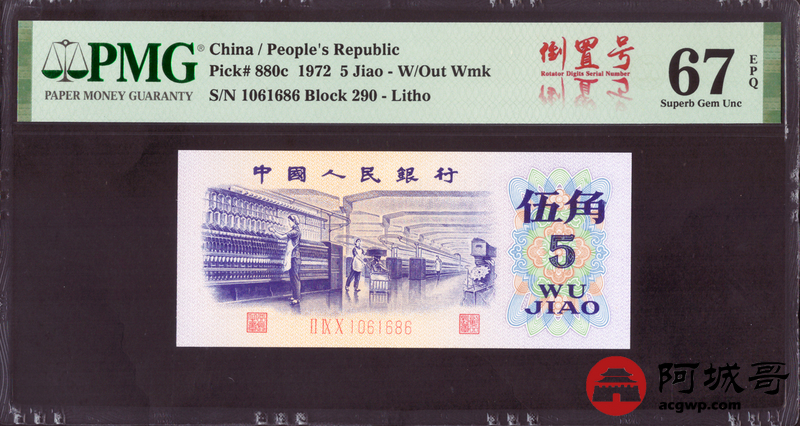 PMG®
PAPER MONEY GUARANTY
China / People's Republic
Pick# 880c 1972 5 Jiao - W/Out Wmk
S/N 1061686 Block 290 - Litho
倒置号
Rotator Digits Serial Number
67 EPQ
Superb Gem Unc
中國人民銀行
伍角
5
WU
JIAO
II IX X 1061686
阿城哥
acgwp.com